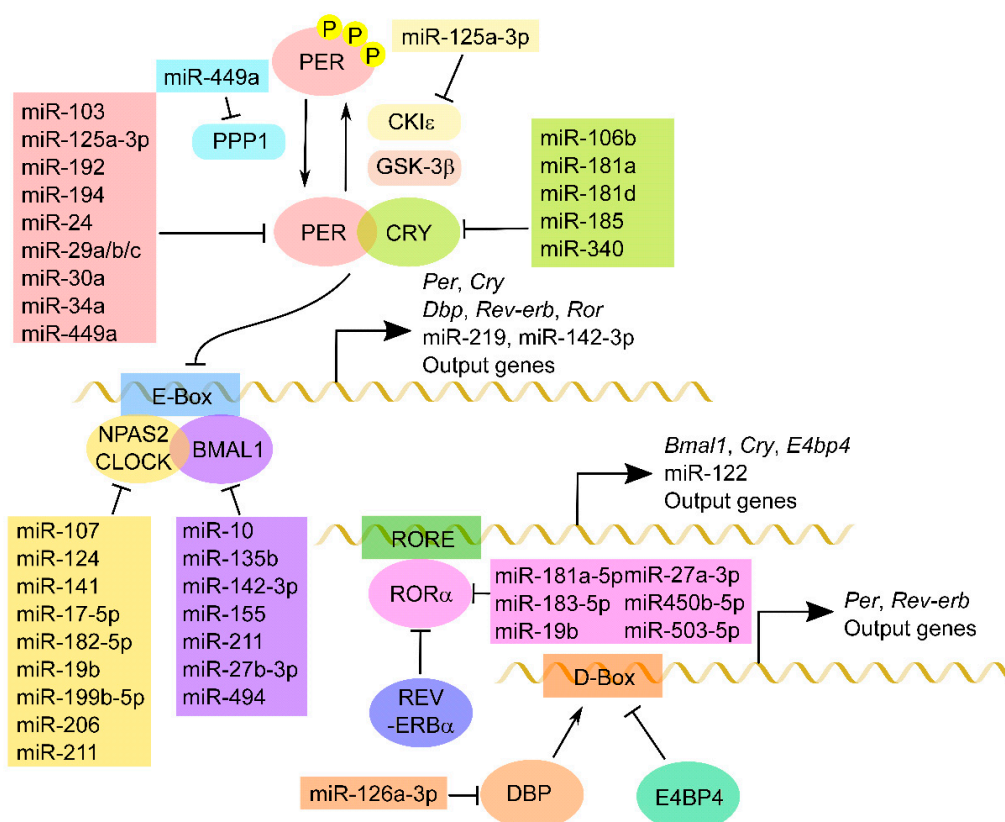 P
P
P
PER
miR-125a-3p
miR-449a
PPP1
CKIε
GSK-3β
miR-103
miR-125a-3p
miR-192
miR-194
miR-24
miR-29a/b/c
miR-30a
miR-34a
miR-449a
miR-106b
miR-181a
miR-181d
miR-185
miR-340
PER
CRY
Per, Cry
Dbp, Rev-erb, Ror
miR-219, miR-142-3p
Output genes
E-Box
NPAS2
CLOCK
BMAL1
miR-107
miR-124
miR-141
miR-17-5p
miR-182-5p
miR-19b
miR-199b-5p
miR-206
miR-211
miR-10
miR-135b
miR-142-3p
miR-155
miR-211
miR-27b-3p
miR-494
Bmal1, Cry, E4bp4
miR-122
Output genes
RORE
RORα
miR-181a-5p miR-27a-3p
miR-183-5p miR450b-5p
miR-19b miR-503-5p
Per, Rev-erb
Output genes
D-Box
REV
-ERBα
miR-126a-3p
DBP
E4BP4